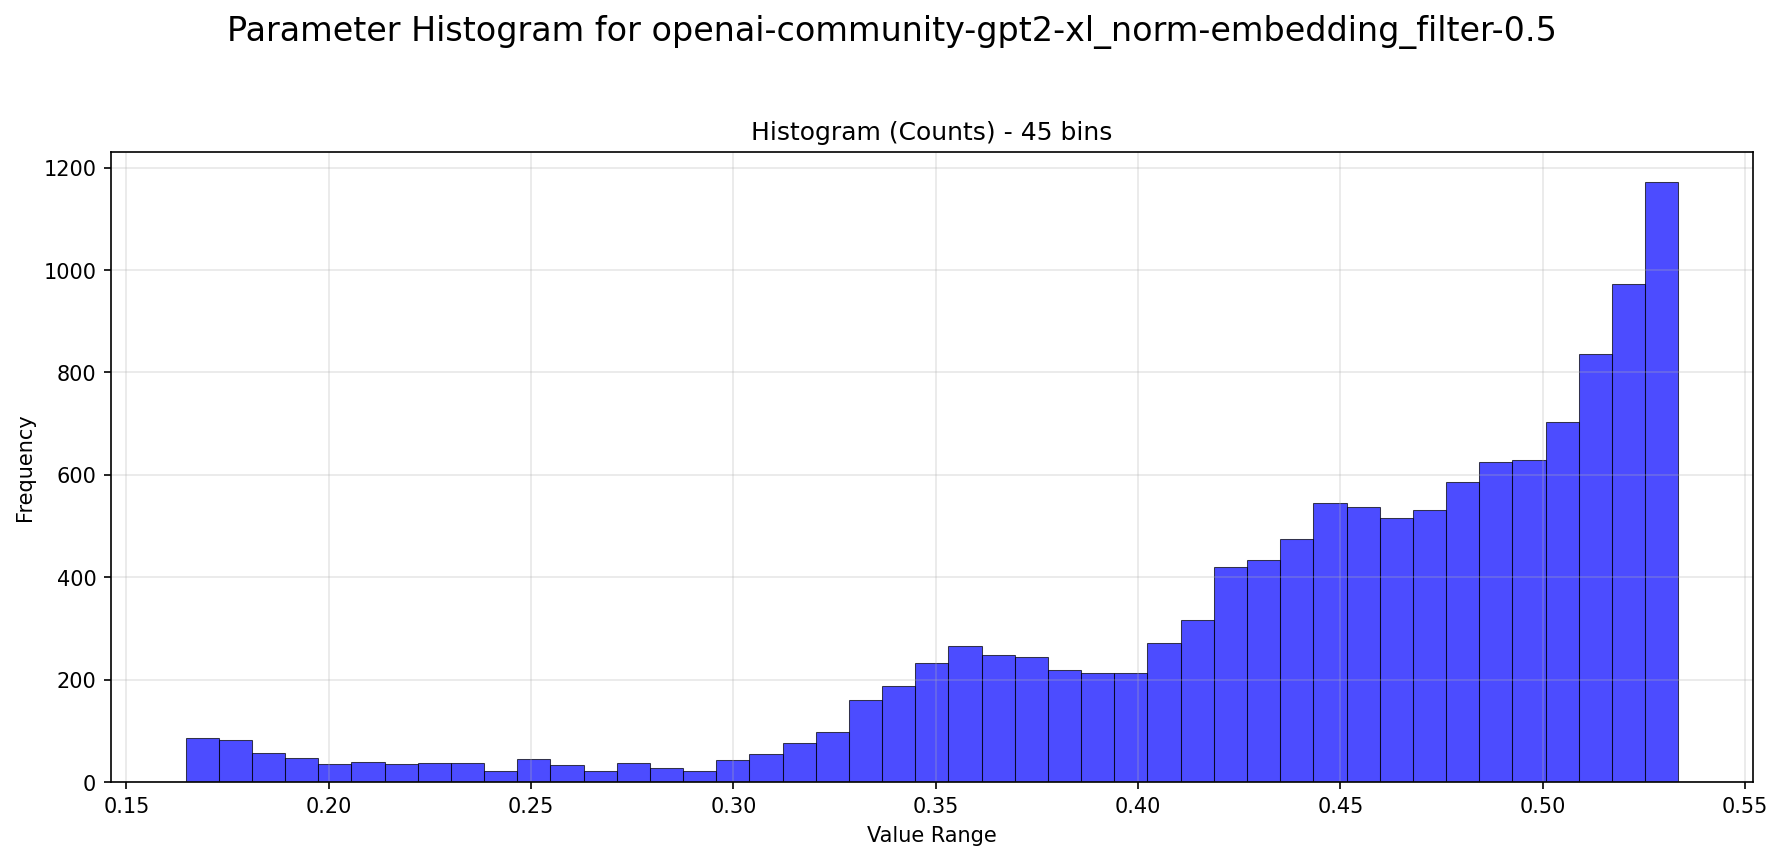 Parameter Histogram for openai-community-gpt2-xl_norm-embedding_filter-0.5
Histogram (Counts) - 45 bins
1200
1000
800
600
400
200
0
Frequency
0.15 0.20 0.25 0.30 0.35 0.40 0.45 0.50 0.55
Value Range